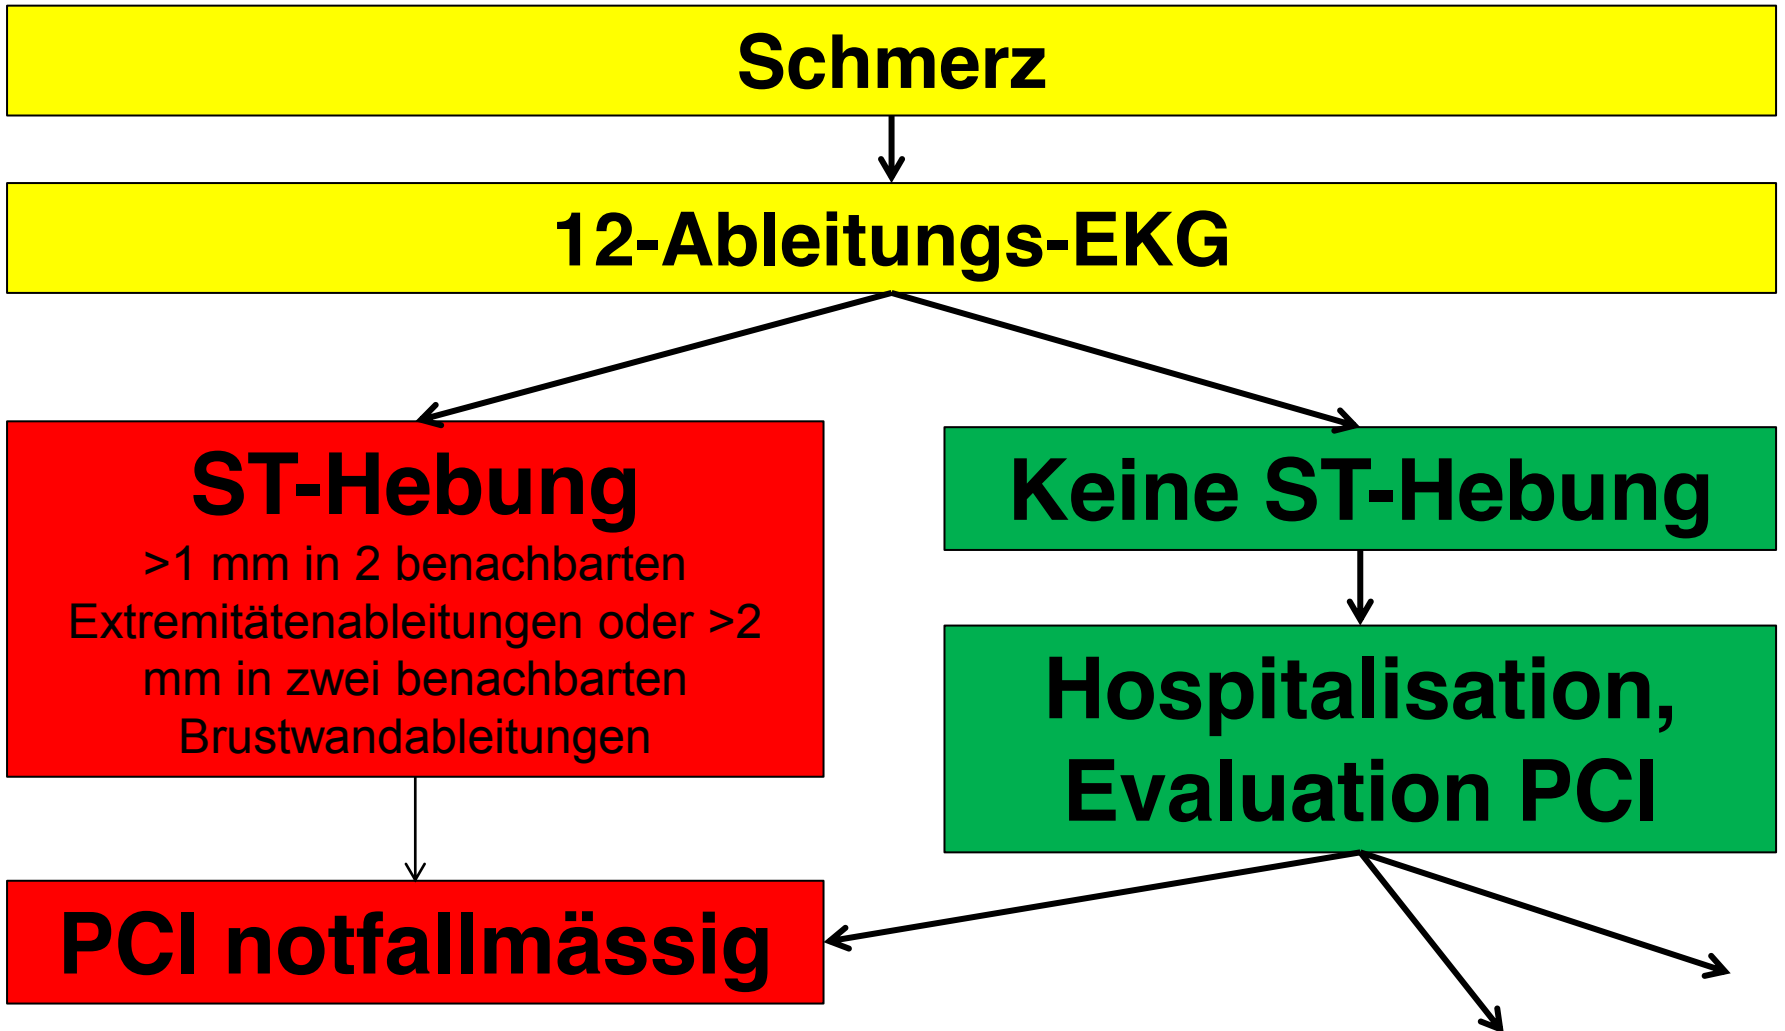 Schmerz
12-Ableitungs-EKG
ST-Hebung
>1 mm in 2 benachbarten
Extremitätenableitungen oder >2
mm in zwei benachbarten
Brustwandableitungen
Keine ST-Hebung
Hospitalisation,
Evaluation PCI
PCI notfallmässig